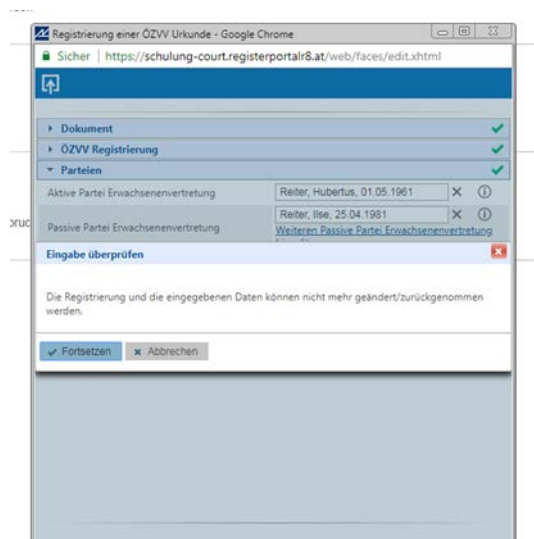 Registrierung einer ÖZVV Urkunde - Google Chrome
Sicher | https://schulung-court.registerportalr8.at/web/faces/edit.xhtml
Dokument
ÖZVV Registrierung
Parteien
Aktive Partei Erwachsenenvertretung Reiter, Hubertus, 01.05.1961
Reiter, Ilse, 25.04.1981
Passive Partei Erwachsenenvertretung Weiteren Passive Partei Erwachsenenvertretung
Eingabe überprüfen
Die Registrierung und die eingegebenen Daten können nicht mehr geändert/zurückgenommen
werden.
Fortsetzen Abbrechen